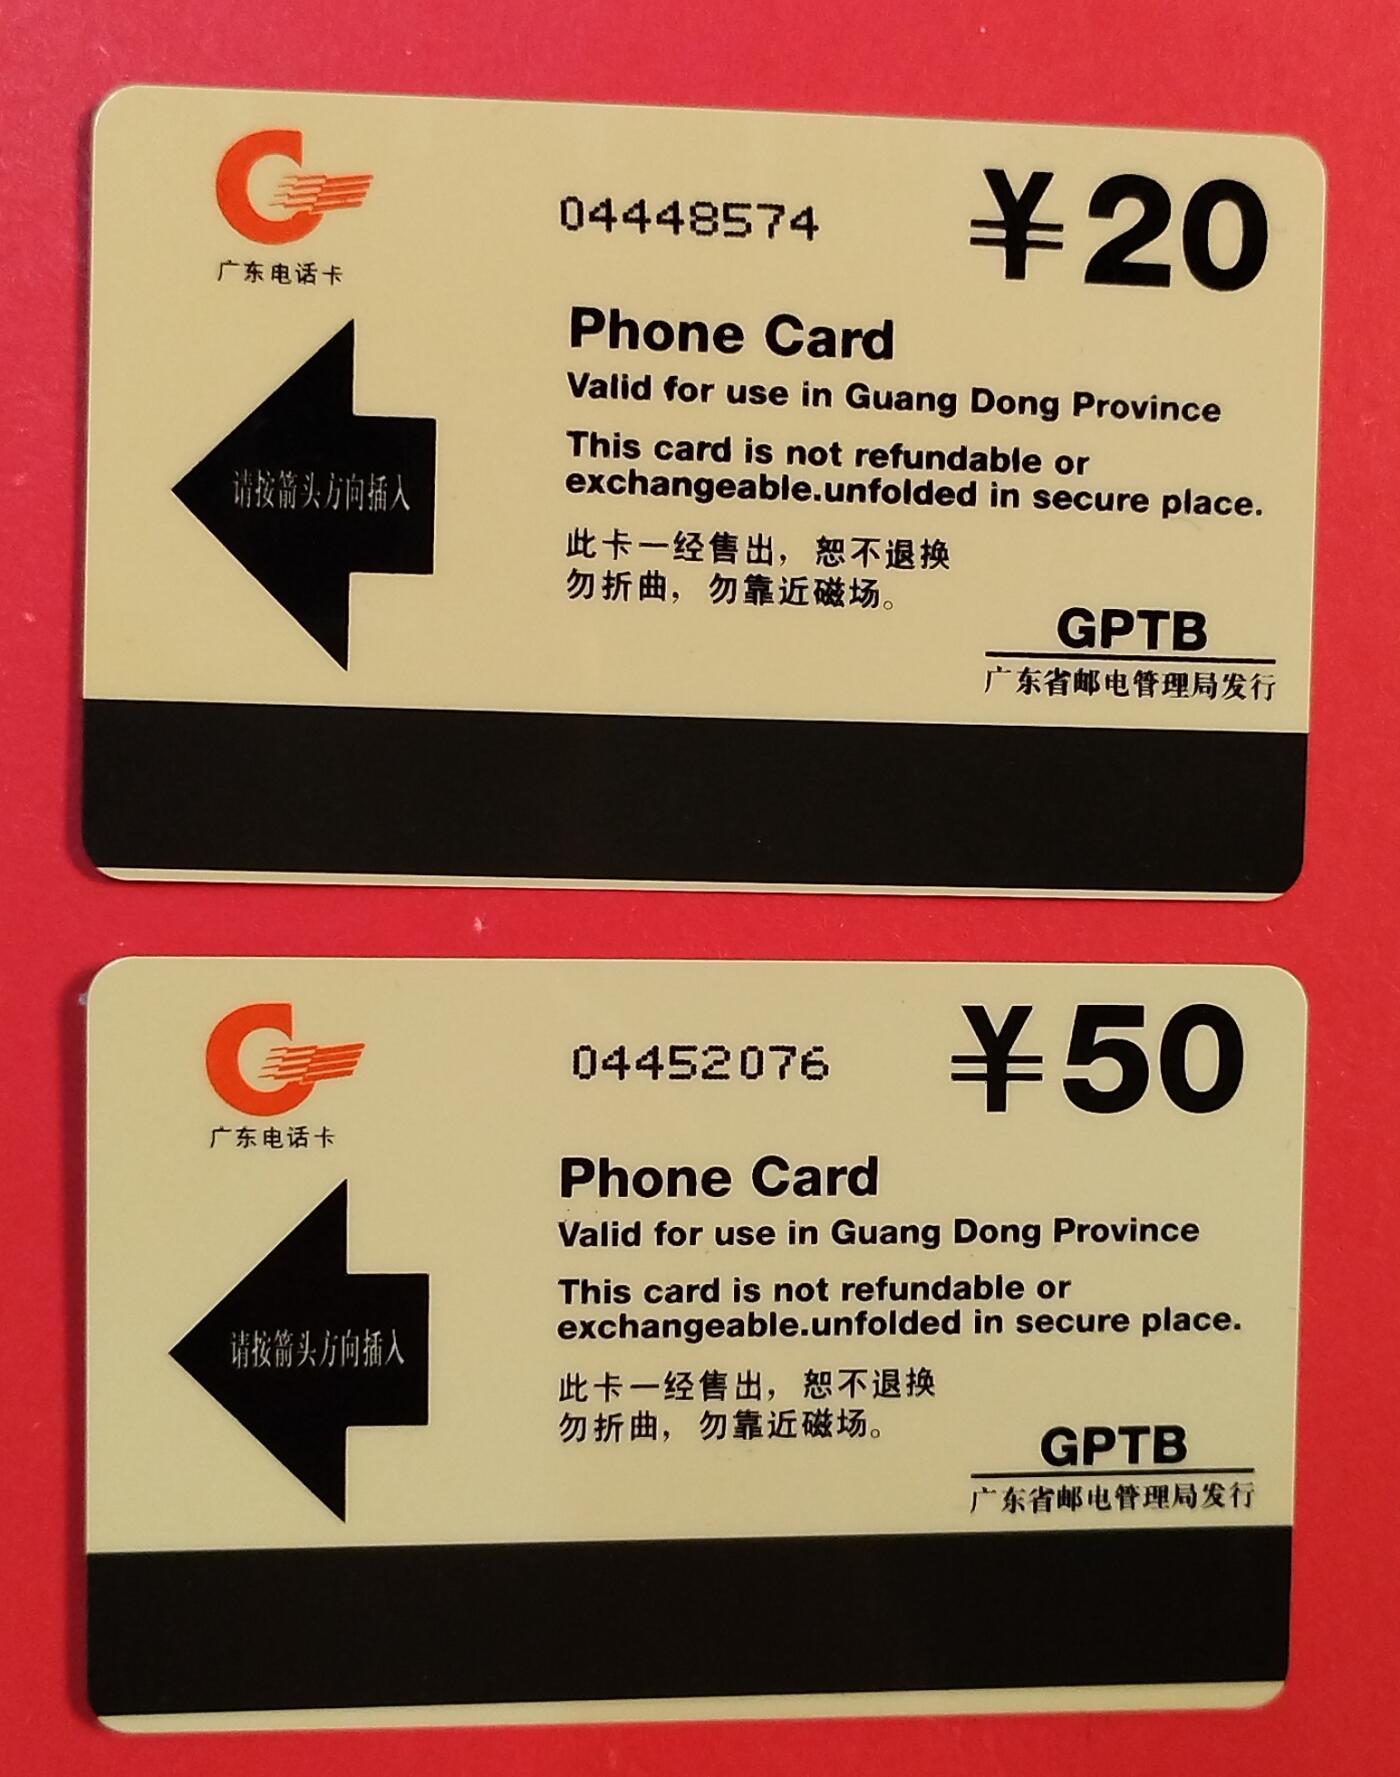 广东电话卡
04448574
¥20
Phone Card
Valid for use in Guang Dong Province
This card is not refundable or
exchangeable.unfolded in secure place.
请按箭头方向插入
此卡一经售出，恕不退换
勿折曲，勿靠近磁场。
GPTB
广东省邮电管理局发行
广东电话卡
04452076
¥50
Phone Card
Valid for use in Guang Dong Province
This card is not refundable or
exchangeable.unfolded in secure place.
请按箭头方向插入
此卡一经售出，恕不退换
勿折曲，勿靠近磁场。
GPTB
广东省邮电管理局发行